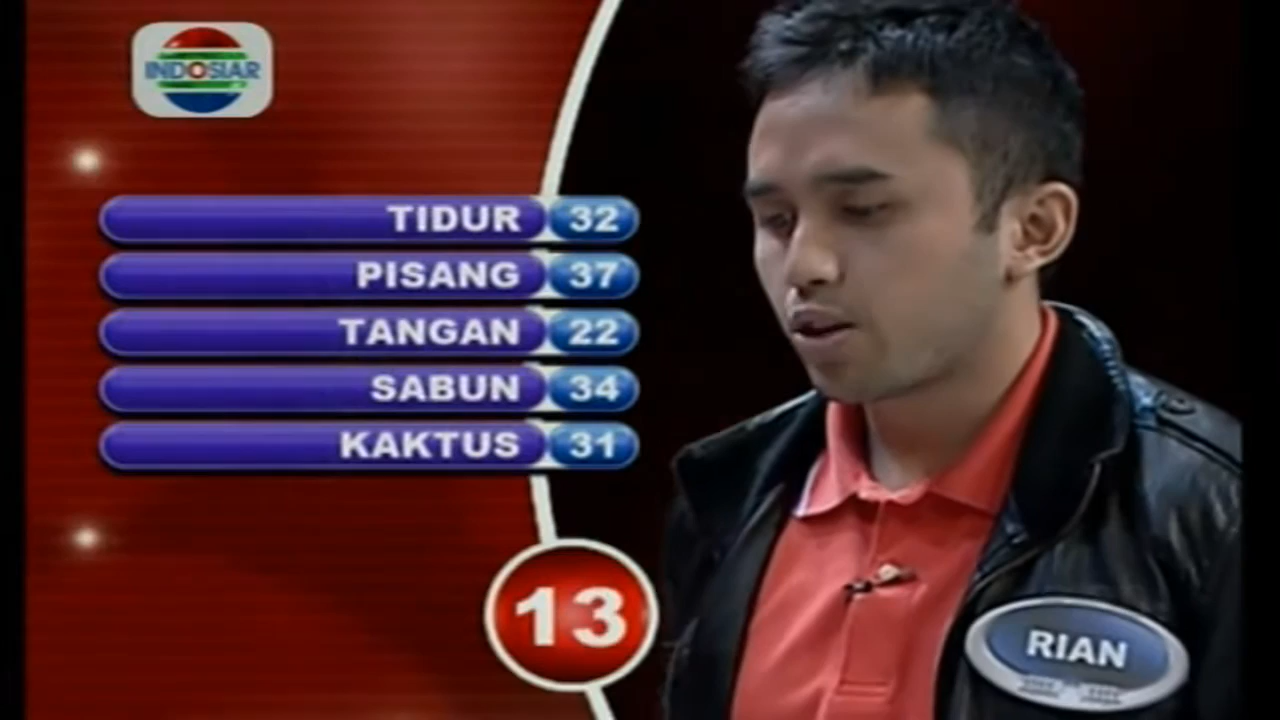 INDOSIAR
TIDUR 32
PISANG 37
TANGAN 22
SABUN 34
KAKTUS 31
13
RIAN